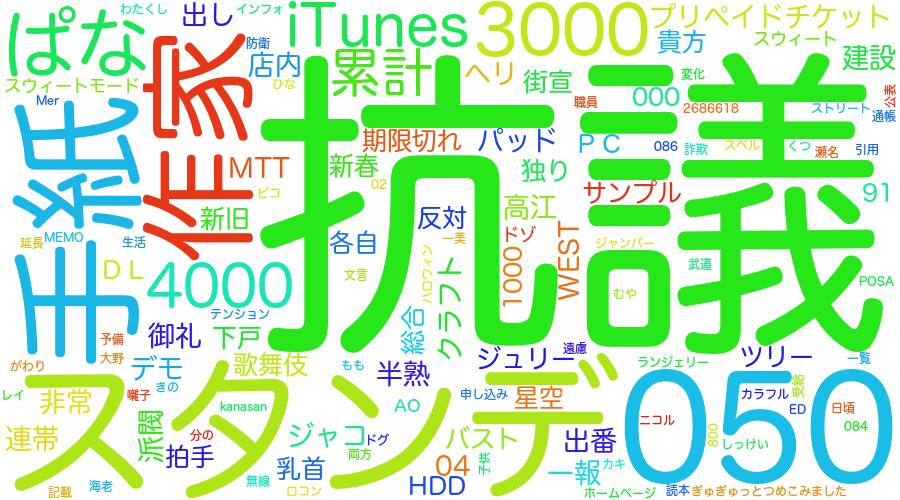 わたくし
インフォ
出し
iTunes
3000
プリペイドチケット
ぱな
防衛
店内
累計
ヘリ
貴方
スウィート
建設
スウィートモード
ひな
街宣
変化
Mer
作家
抗議
000
職員
2686618
ストリート
公表
通帳
手紙
期限切れ
パッド
ＰＣ
086
詐欺
スペル
くつ
瀬名
引用
MTT
新春
独り
ピコ
02
サンプル
91
新旧
反対
高江
延長
MEMO
生活
各自
一美
ドゾ
WEST
ジャンパー
武道
ＤＬ
4000
文言
ハロウィン
クラフト
1000
むや
POSA
テンション
予備
大野
御礼
下戸
総合
ジュリー
遠慮
がわり
デモ
きの
歌舞伎
もも
半熟
ランジェリー
ツリー
一覧
レイ
スタンデ
050
非常
囃子
kanasan
AO
申し込み
星空
カラフル
受給
ED
日頃
連帯
派閥
分の
拍手
ジャコ
ドグ
バスト
出番
ニコル
800
しっけい
084
乳首
両方
無線
04
子供
一報
カキ
記載
海老
ロコン
HDD
ホームページ
読本
ぎゅぎゅっとつめこみました